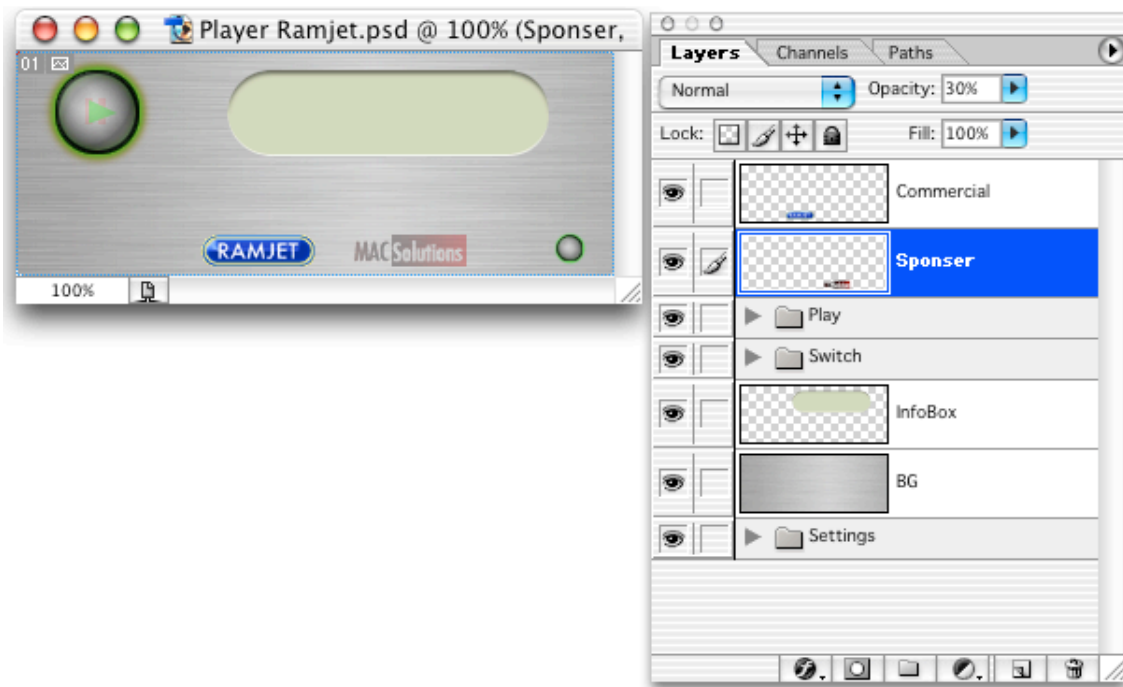 Player Ramjet.psd @ 100% (Sponser,
01
RAMJET
MAC Solutions
100%
Layers Channels Paths
Normal Opacity: 30%
Lock: Fill: 100%
Commercial
Sponser
Play
Switch
InfoBox
BG
Settings